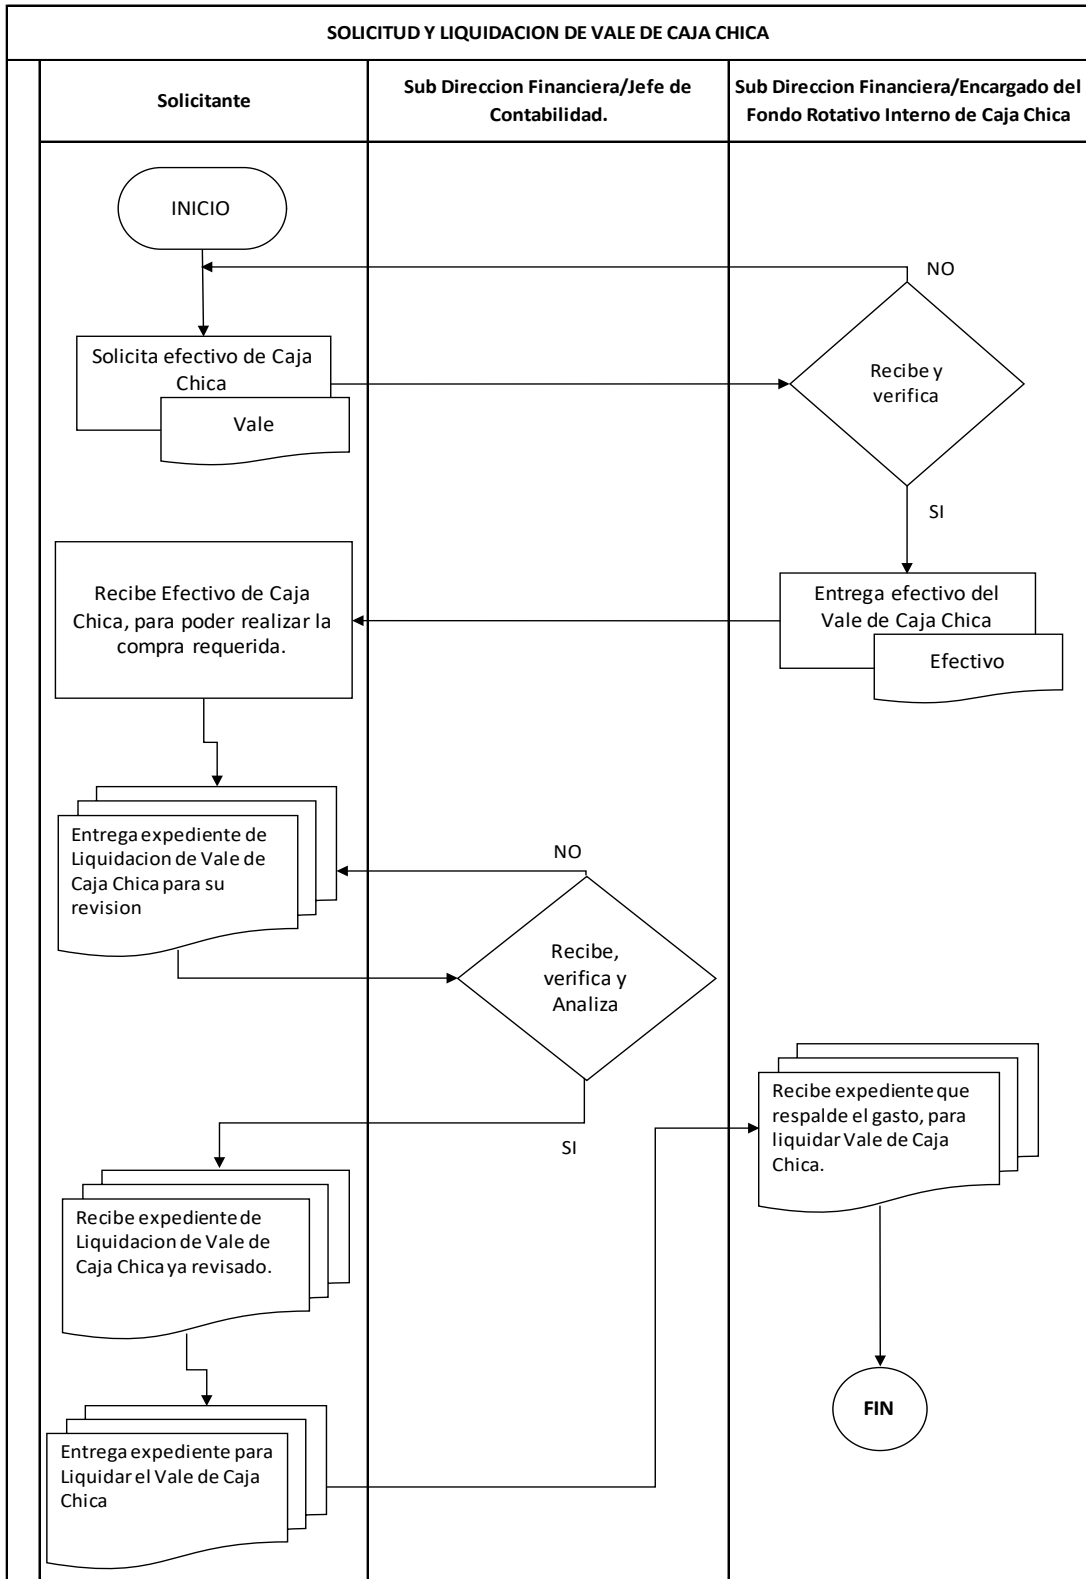 SOLICITUD Y LIQUIDACION DE VALE DE CAJA CHICA
Solicitante
Sub Direccion Financiera/Jefe de
Contabilidad.
Sub Direccion Financiera/Encargado del
Fondo Rotativo Interno de Caja Chica
INICIO
NO
Solicita efectivo de Caja
Chica
Vale
Recibe y
verifica
SI
Recibe Efectivo de Caja
Chica, para poder realizar la
compra requerida.
Entrega efectivo del
Vale de Caja Chica
Efectivo
Entrega expediente de
Liquidacion de Vale de
Caja Chica para su
revision
NO
Recibe,
verifica y
Analiza
SI
Recibe expediente que
respalde el gasto, para
liquidar Vale de Caja
Chica.
Recibe expediente de
Liquidacion de Vale de
Caja Chica ya revisado.
FIN
Entrega expediente para
Liquidar el Vale de Caja
Chica